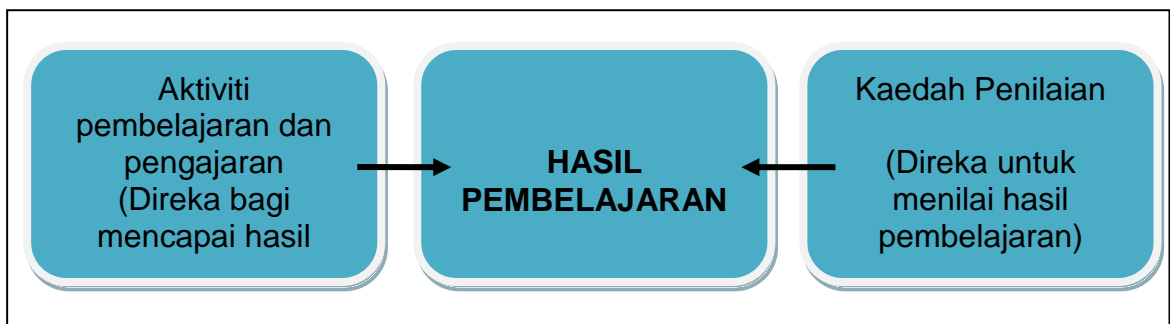 Aktiviti
pembelajaran dan
pengajaran
(Direka bagi
mencapai hasil
HASIL
PEMBELAJARAN
Kaedah Penilaian
(Direka untuk
menilai hasil
pembelajaran)